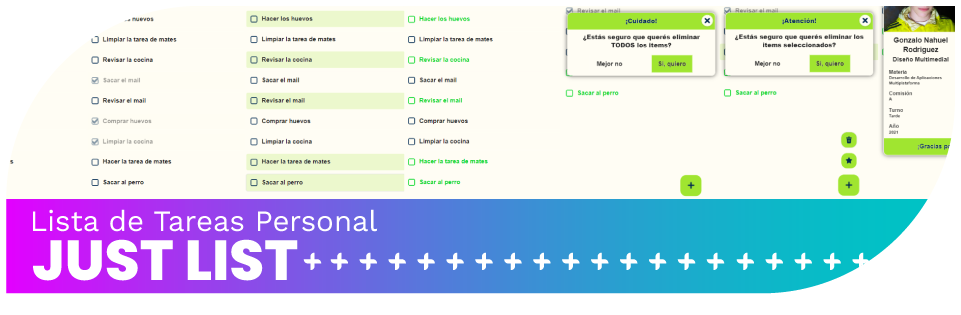 s
s huevos
Limpiar la tarea de mates
Revisar la cocina
Sacar el mail
Revisar el mail
Comprar huevos
Limpiar la cocina
Hacer la tarea de mates
Sacar al perro
Hacer los huevos
Limpiar la tarea de mates
Revisar la cocina
Sacar el mail
Revisar el mail
Comprar huevos
Limpiar la cocina
Hacer la tarea de mates
Sacar al perro
Hacer los huevos
Limpiar la tarea de mates
Revisar la cocina
Sacar el mail
Revisar el mail
Comprar huevos
Limpiar la cocina
Hacer la tarea de mates
Sacar al perro
Revisar el mail
¡Cuidado!
¿Estás seguro que querés eliminar
TODOS los items?
Mejor no
Si, quiero
Sacar al perro
Revisar el mail
¡Atención!
¿Estás seguro que querés eliminar los
items seleccionados?
Mejor no
Si, quiero
Sacar al perro
Gonzalo Nahuel
Rodriguez
Diseño Multimedial
Materia
Desarrollo de Aplicaciones
Multiplataforma
Comisión
A
Turno
Tarde
Año
2021
¡Gracias
Lista de Tareas Personal
JUST LIST